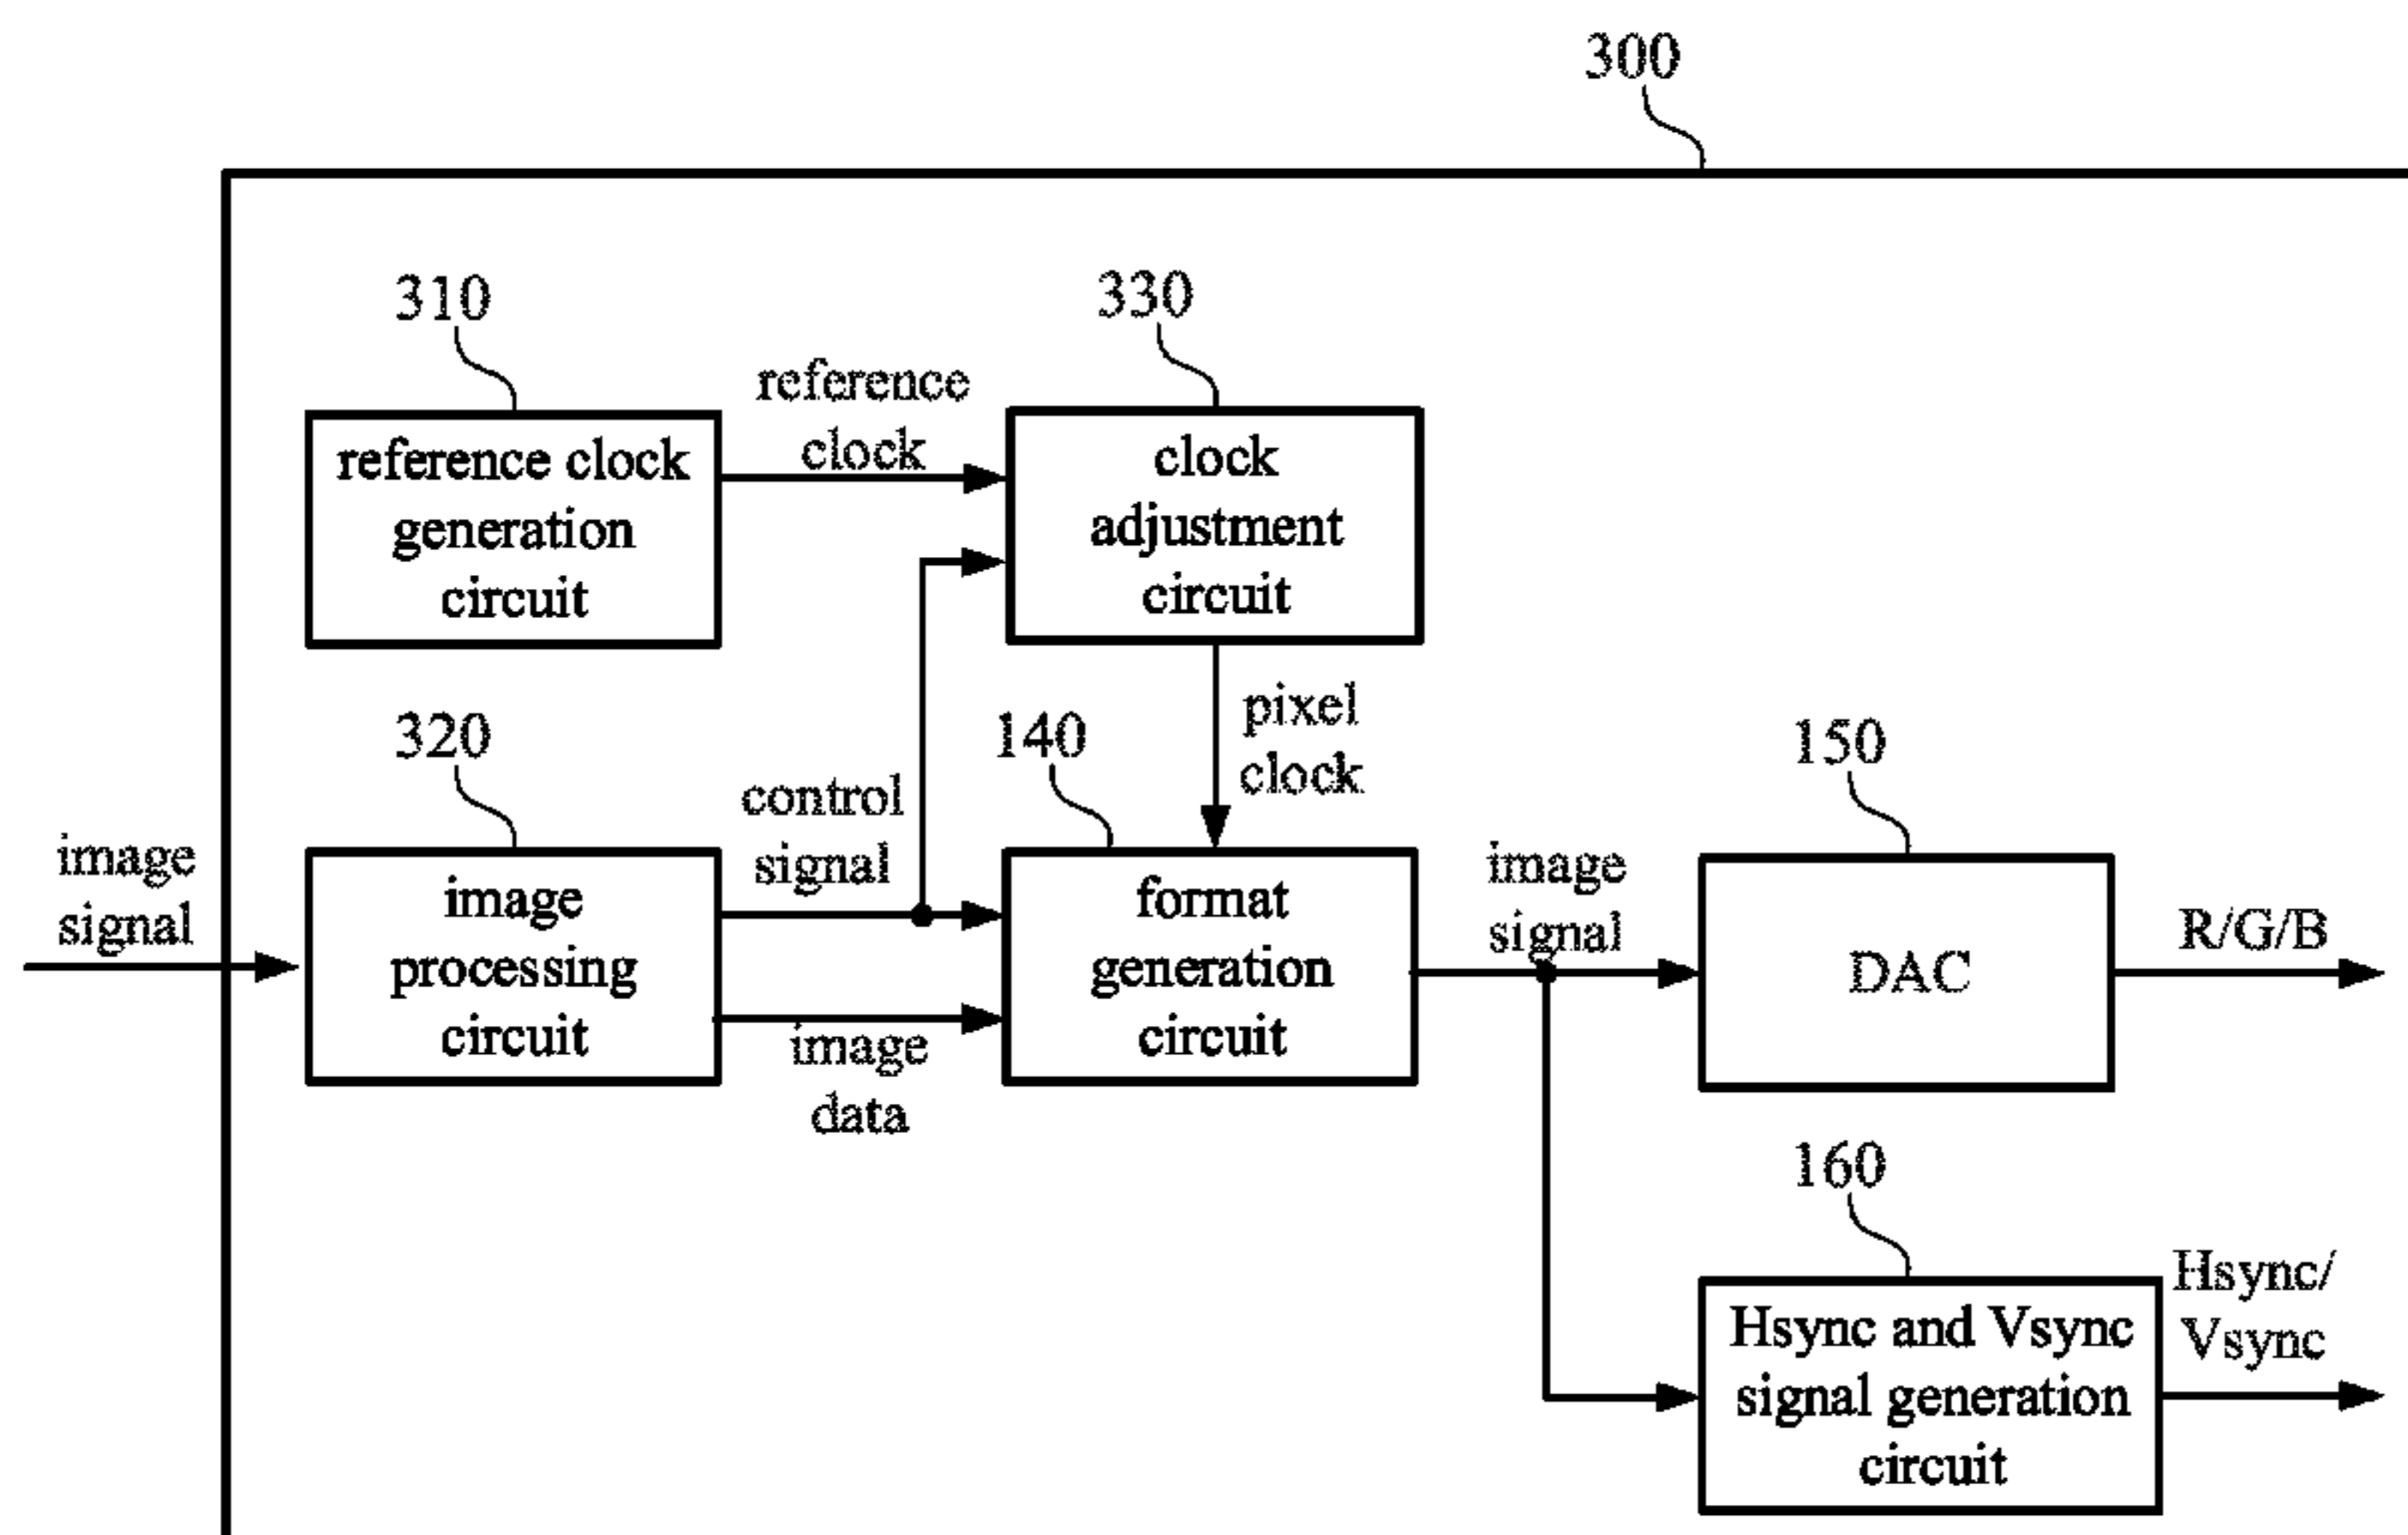 300
310
330
reference
clock
reference clock
generation
circuit
clock
adjustment
circuit
320
140
pixel
clock
150
control
signal
image
signal
image
processing
circuit
format
generation
circuit
image
signal
DAC
R/G/B
image
data
160
Hsync and Vsync
signal generation
circuit
Hsync/
Vsync